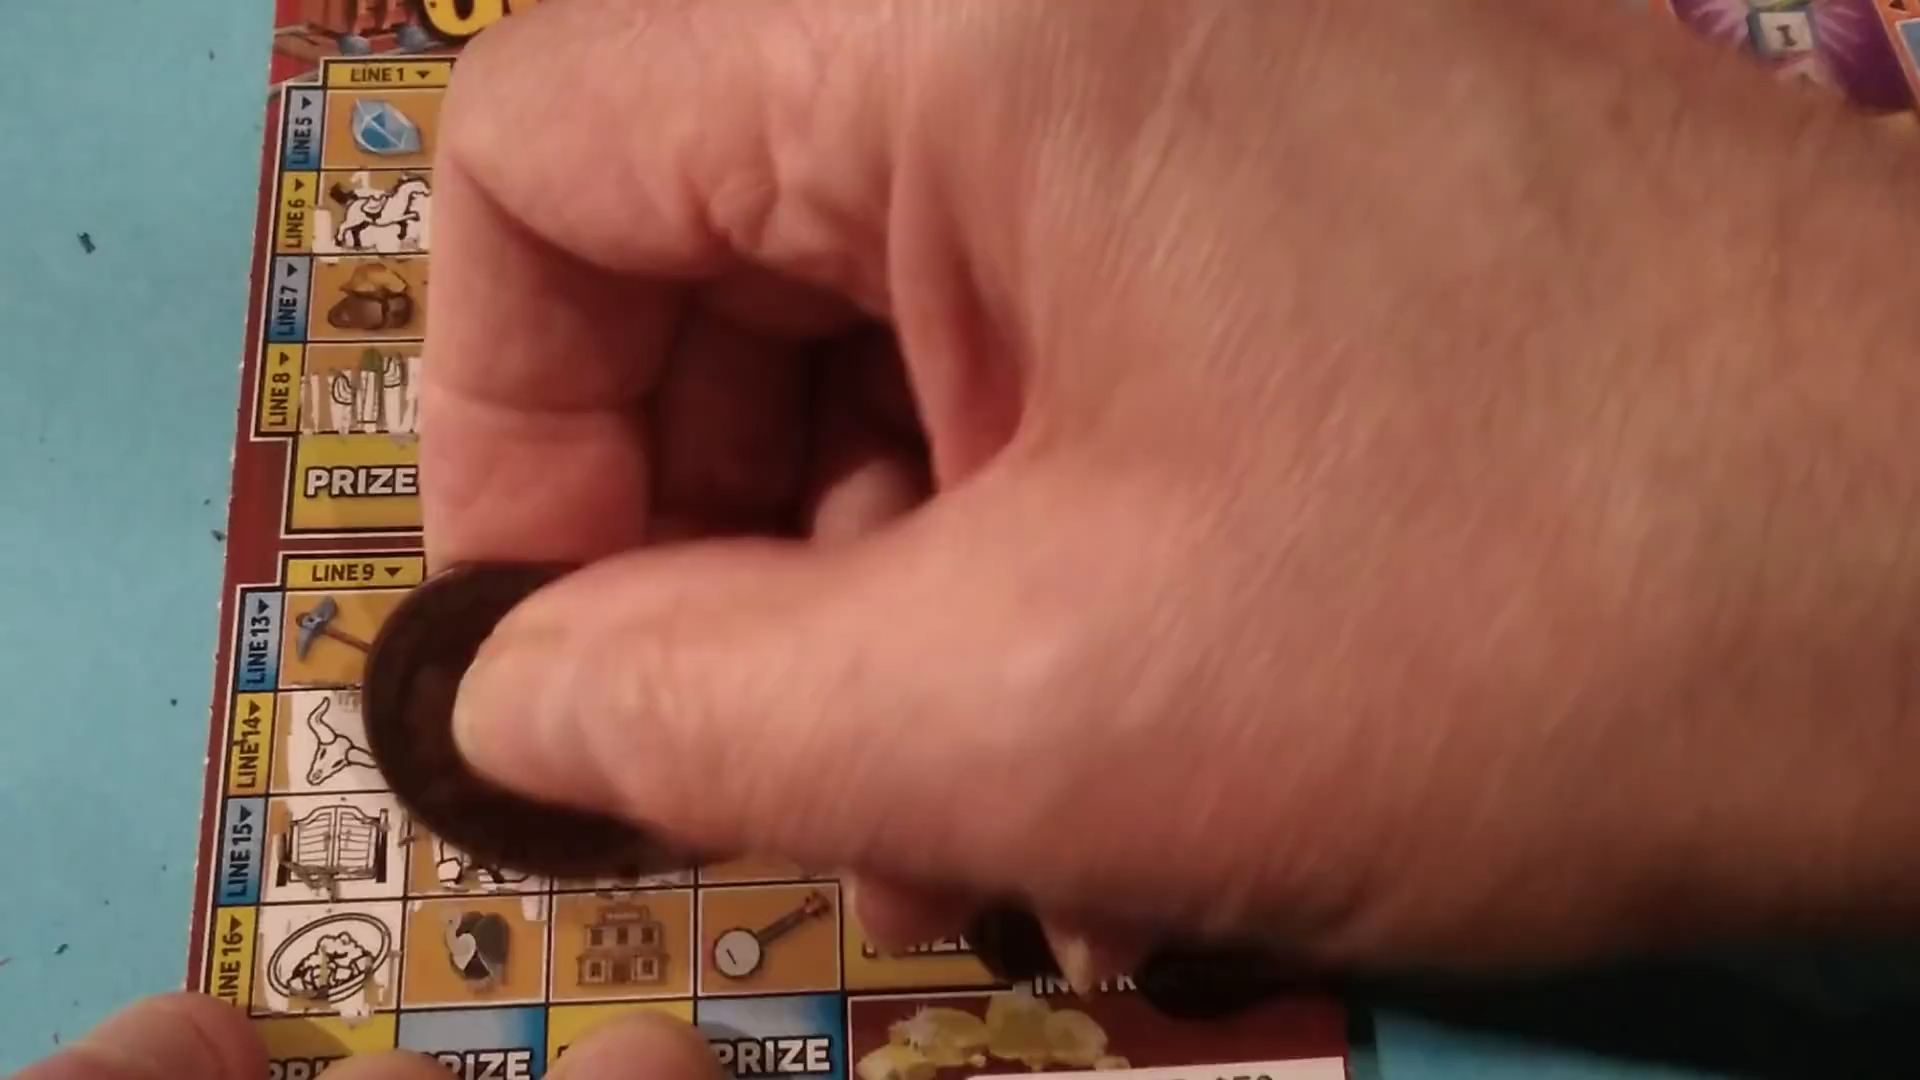 LINE 1
LINE 5
LINE 6
LINE 7
LINE 8
PRIZE
LINE 9
LINE 13
LINE 14
LINE 15
LINE 16
PRIZE
PRIZE